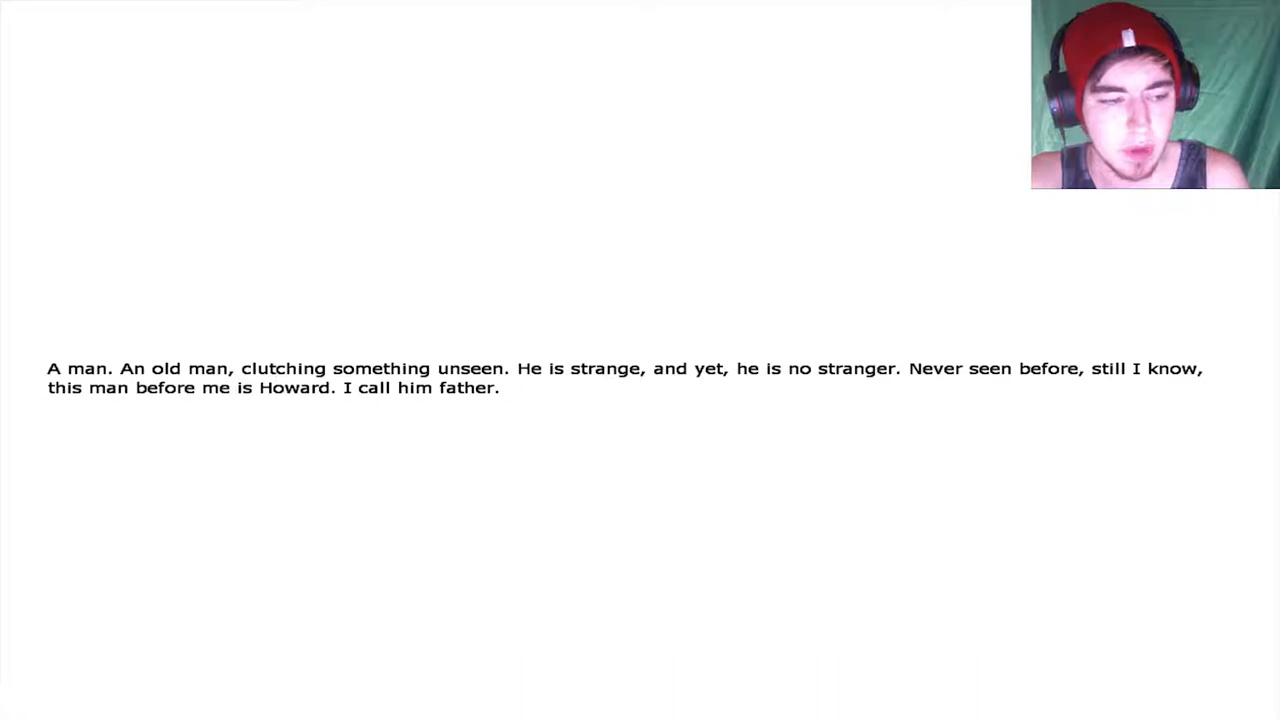 A man. An old man, clutching something unseen. He is strange, and yet, he is no stranger. Never seen before, still I know,
this man before me is Howard. I call him father.